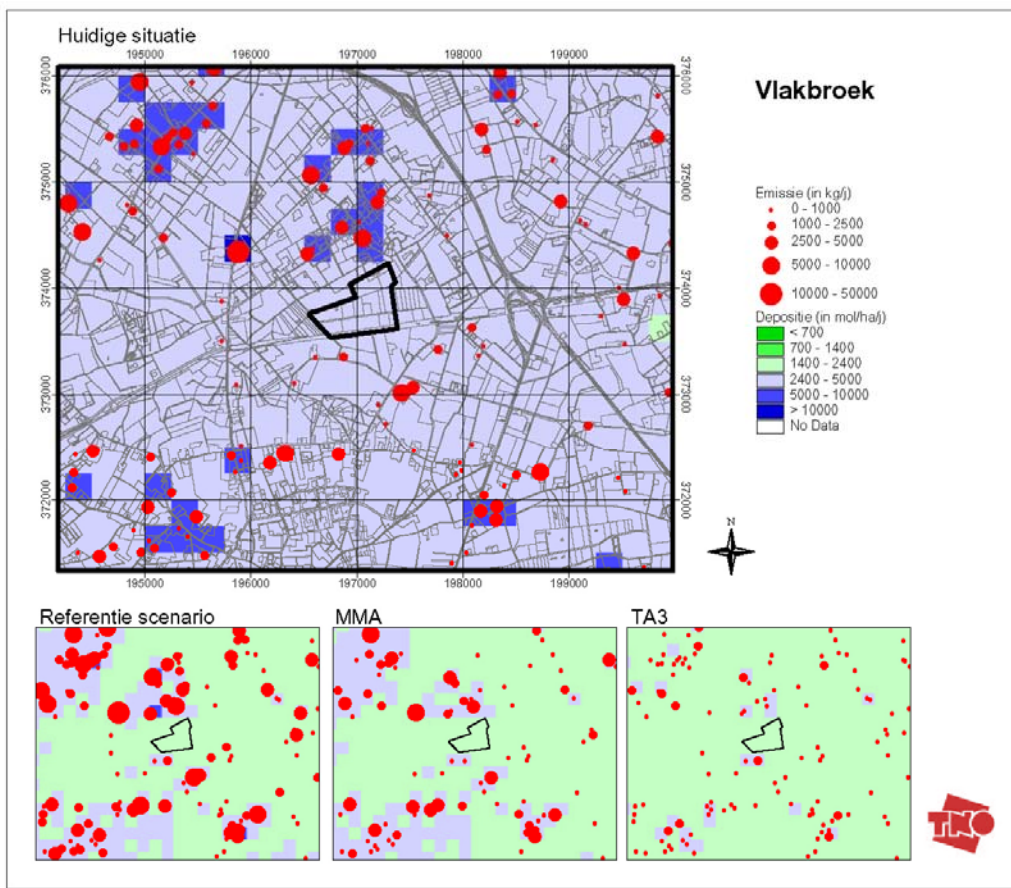 Huidige situatie
195000 196000 197000 198000 199000
376000 376000
375000 375000
374000 374000
373000 373000
372000 372000
195000 196000 197000 198000 199000
Vlakbroek
Emissie (in kg/j)
0 - 1000
1000 - 2500
2500 - 5000
5000 - 10000
10000 - 50000
Depositie (in mol/ha/j)
< 700
700 - 1400
1400 - 2400
2400 - 5000
5000 - 10000
> 10000
No Data
N
Referentie scenario
MMA
TA3
TNO